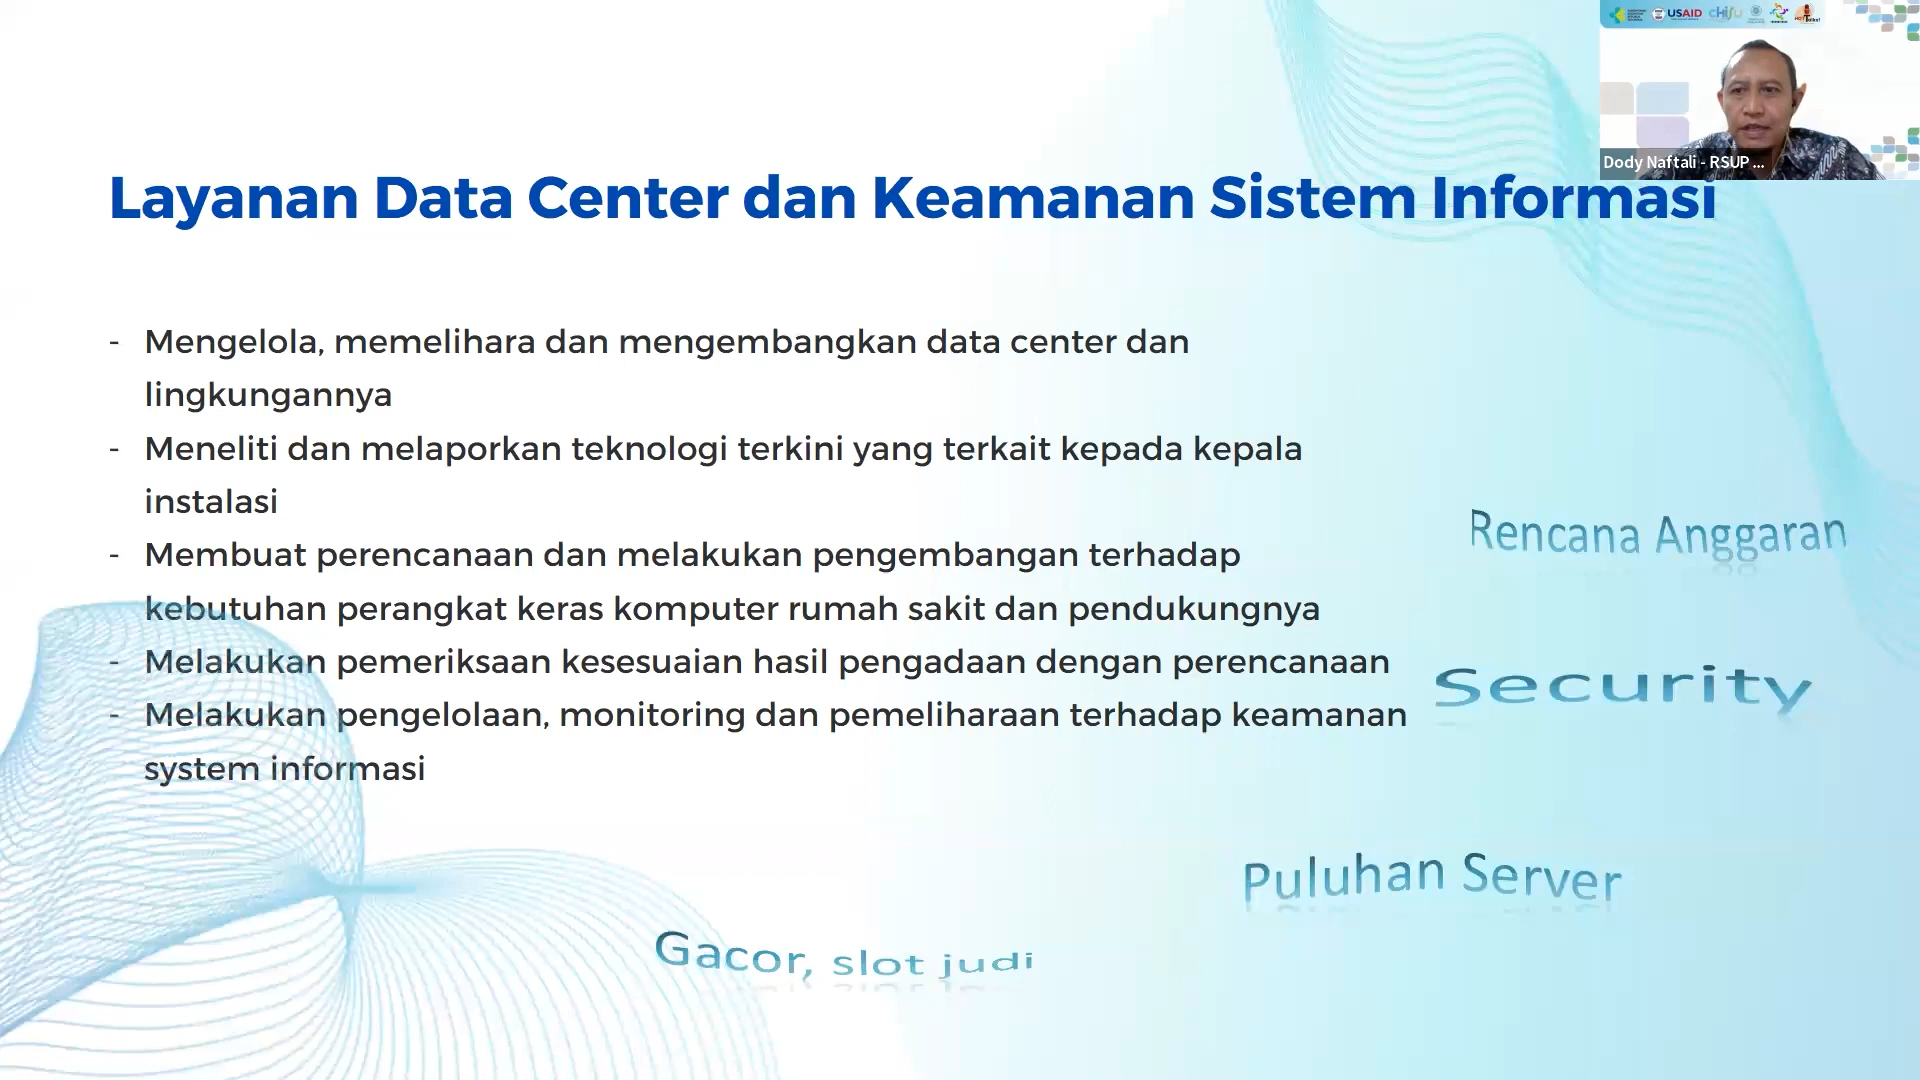 USAID
CHISU
Dody Naftali - RSUP ...
Layanan Data Center dan Keamanan Sistem Informasi
- Mengelola, memelihara dan mengembangkan data center dan
lingkungannya
- Meneliti dan melaporkan teknologi terkini yang terkait kepada kepala
instalasi
- Membuat perencanaan dan melakukan pengembangan terhadap
kebutuhan perangkat keras komputer rumah sakit dan pendukungnya
- Melakukan pemeriksaan kesesuaian hasil pengadaan dengan perencanaan
- Melakukan pengelolaan, monitoring dan pemeliharaan terhadap keamanan
system informasi
Rencana Anggaran
Security
Puluhan Server
Gacor, slot judi